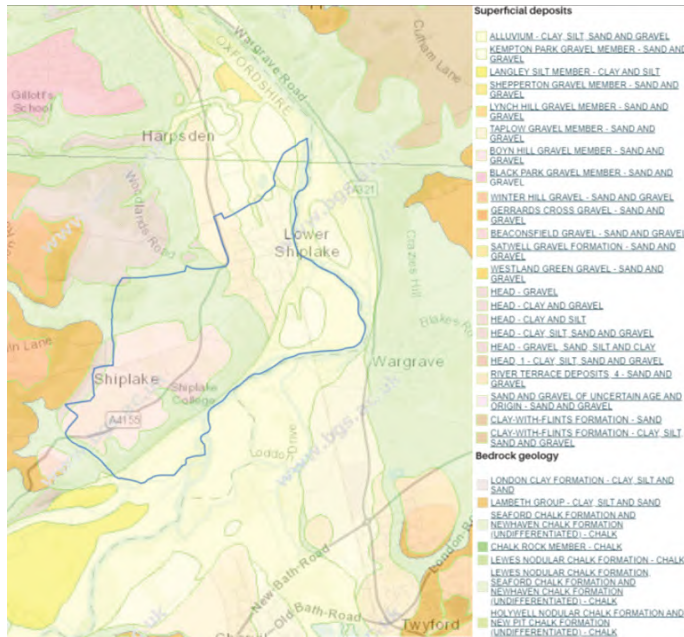 Superficial deposits
ALLUVIUM - CLAY, SILT, SAND AND GRAVEL
KEMPTON PARK GRAVEL MEMBER - SAND AND
GRAVEL
LANGLEY SILT MEMBER - CLAY AND SILT
SHEPPERTON GRAVEL MEMBER - SAND AND
GRAVEL
LYNCH HILL GRAVEL MEMBER - SAND AND
GRAVEL
TAPLOW GRAVEL MEMBER - SAND AND
GRAVEL
BOYN HILL GRAVEL MEMBER - SAND AND
GRAVEL
BLACK PARK GRAVEL MEMBER - SAND AND
GRAVEL
WINTER HILL GRAVEL - SAND AND GRAVEL
GERRARDS CROSS GRAVEL - SAND AND
GRAVEL
BEACONSFIELD GRAVEL - SAND AND GRAVEL
SATWELL GRAVEL FORMATION - SAND AND
GRAVEL
WESTLAND GREEN GRAVEL - SAND AND
GRAVEL
HEAD - GRAVEL
HEAD - CLAY AND GRAVEL
HEAD - CLAY AND SILT
HEAD - CLAY, SILT, SAND AND GRAVEL
HEAD - GRAVEL, SAND, SILT AND CLAY
HEAD 1 - CLAY, SILT, SAND AND GRAVEL
RIVER TERRACE DEPOSITS, 4 - SAND AND
GRAVEL
SAND AND GRAVEL OF UNCERTAIN AGE AND
ORIGIN - SAND AND GRAVEL
CLAY-WITH-FLINTS FORMATION - SAND
CLAY-WITH-FLINTS FORMATION - CLAY, SILT,
SAND AND GRAVEL
Bedrock geology
LONDON CLAY FORMATION - CLAY, SILT AND
SAND
LAMBETH GROUP - CLAY, SILT AND SAND
SEAFORD CHALK FORMATION AND
NEWHAVEN CHALK FORMATION
(UNDIFFERENTIATED) - CHALK
CHALK ROCK MEMBER - CHALK
LEWES NODULAR CHALK FORMATION - CHALK
LEWES NODULAR CHALK FORMATION,
SEAFORD CHALK FORMATION AND
NEWHAVEN CHALK FORMATION
(UNDIFFERENTIATED) - CHALK
HOLYWELL NODULAR CHALK FORMATION AND
NEW PIT CHALK FORMATION
(UNDIFFERENTIATED) - CHALK
Wargrave Road
Culham Lane
OXFORDSHIRE
Gillott's
School
Harpsden
Woodlands Road
A321
Lower
Shiplake
Crazies Hill
Blakes
Wargrave
Lane
Shiplake
Shiplake
College
A4155
Loddon Drive
New-Bath-Road
Old-Bath-Road
London
Twyford